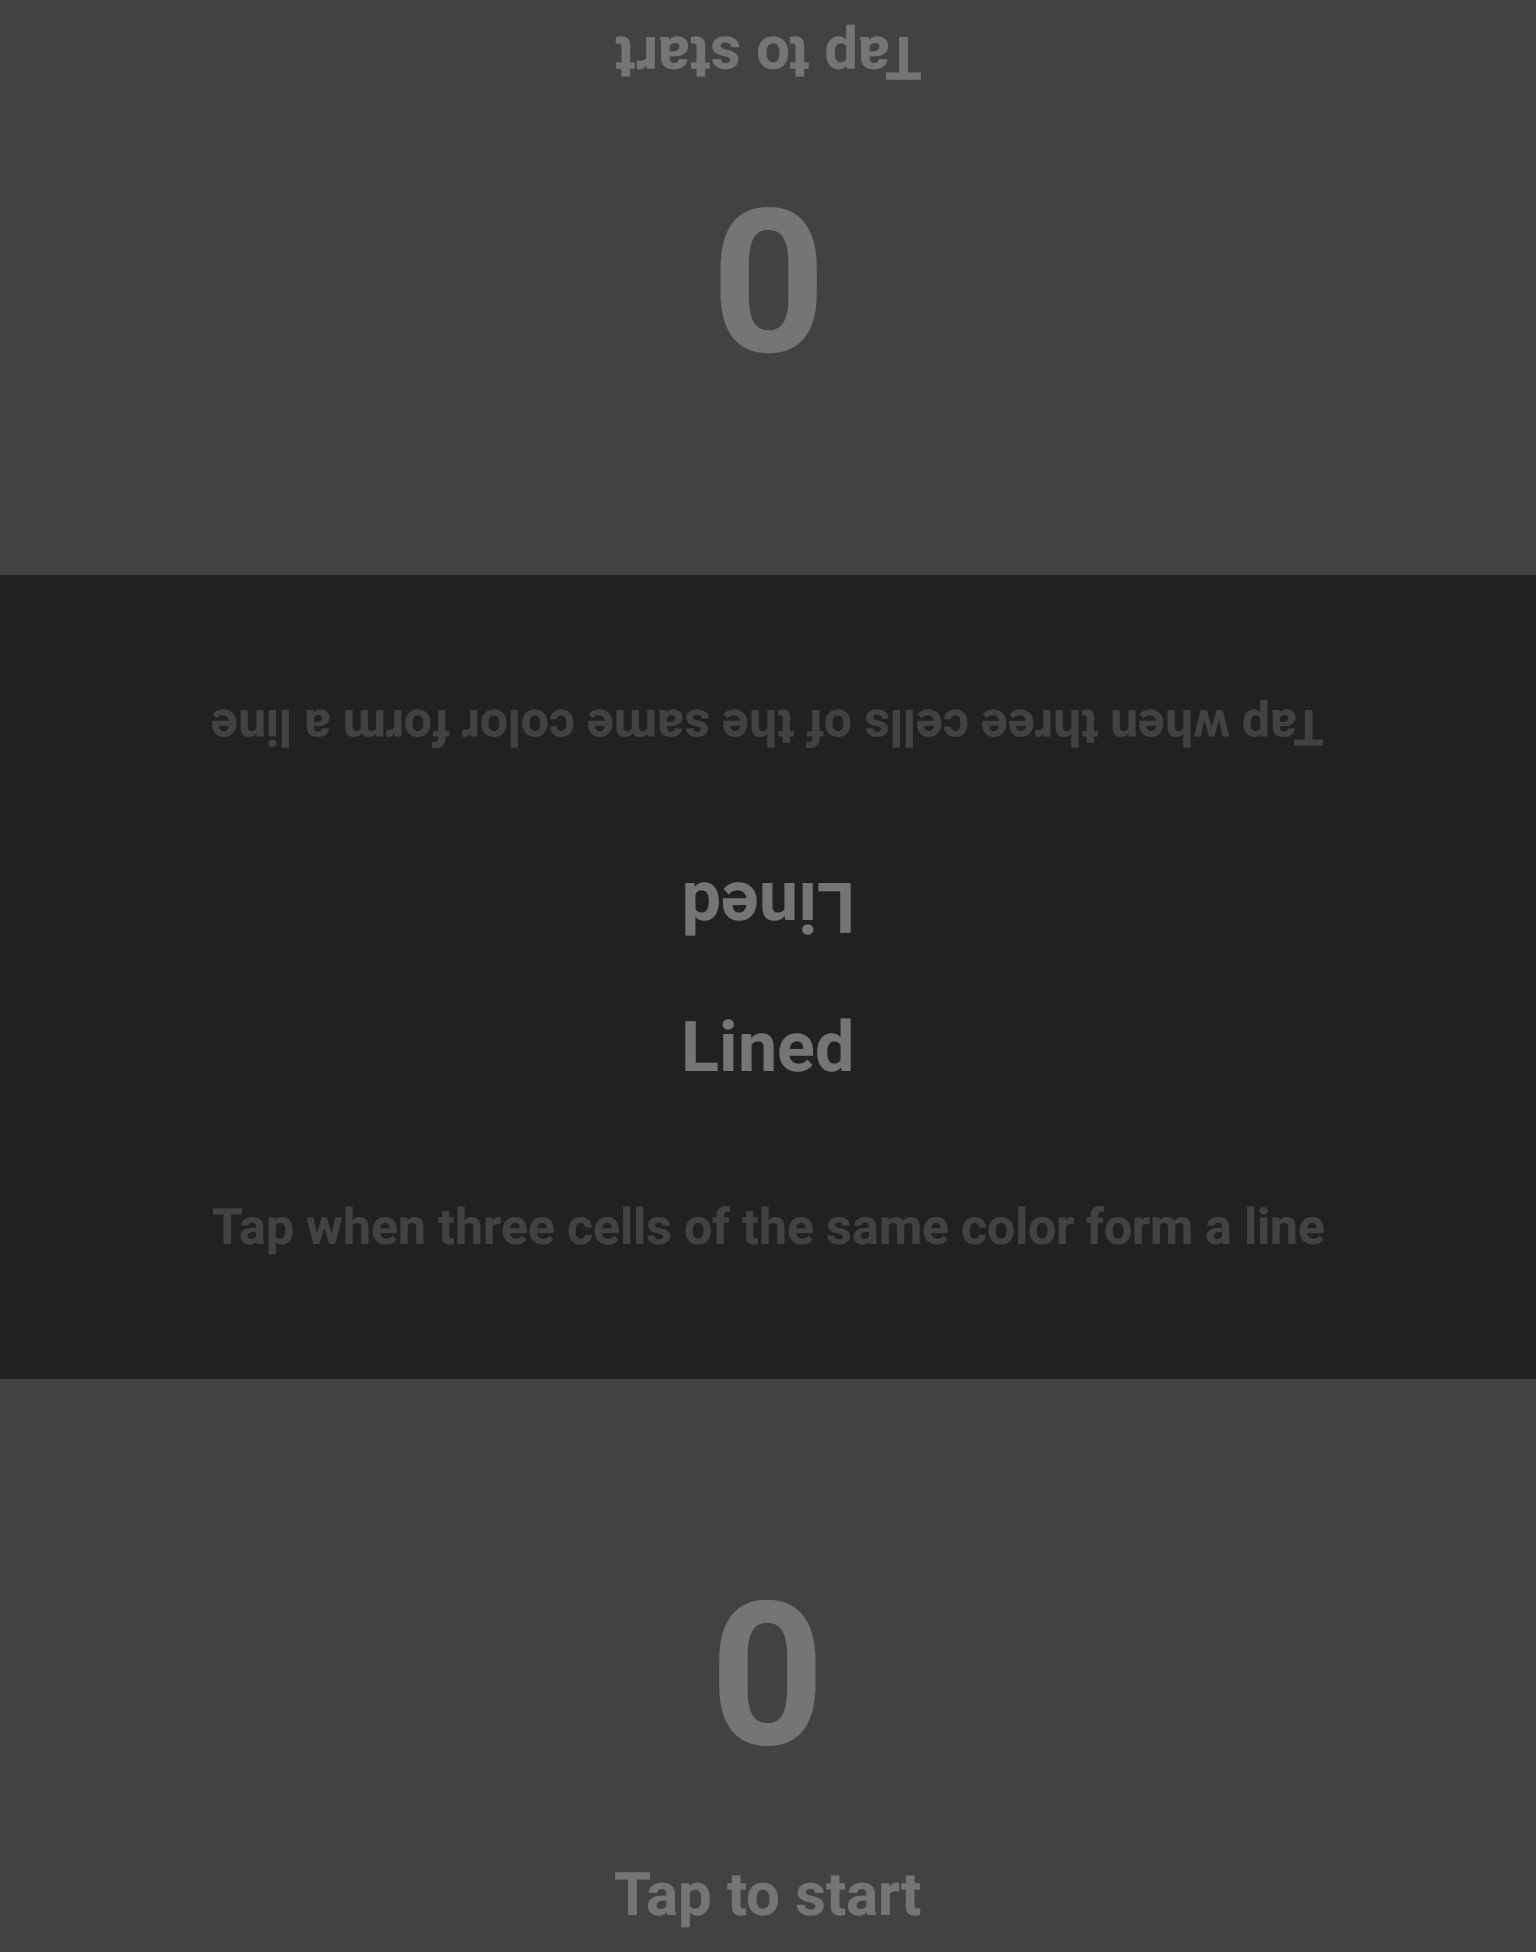 Tap to start
0
Tap when three cells of the same color form a line
Lined
Lined
Tap when three cells of the same color form a line
0
Tap to start